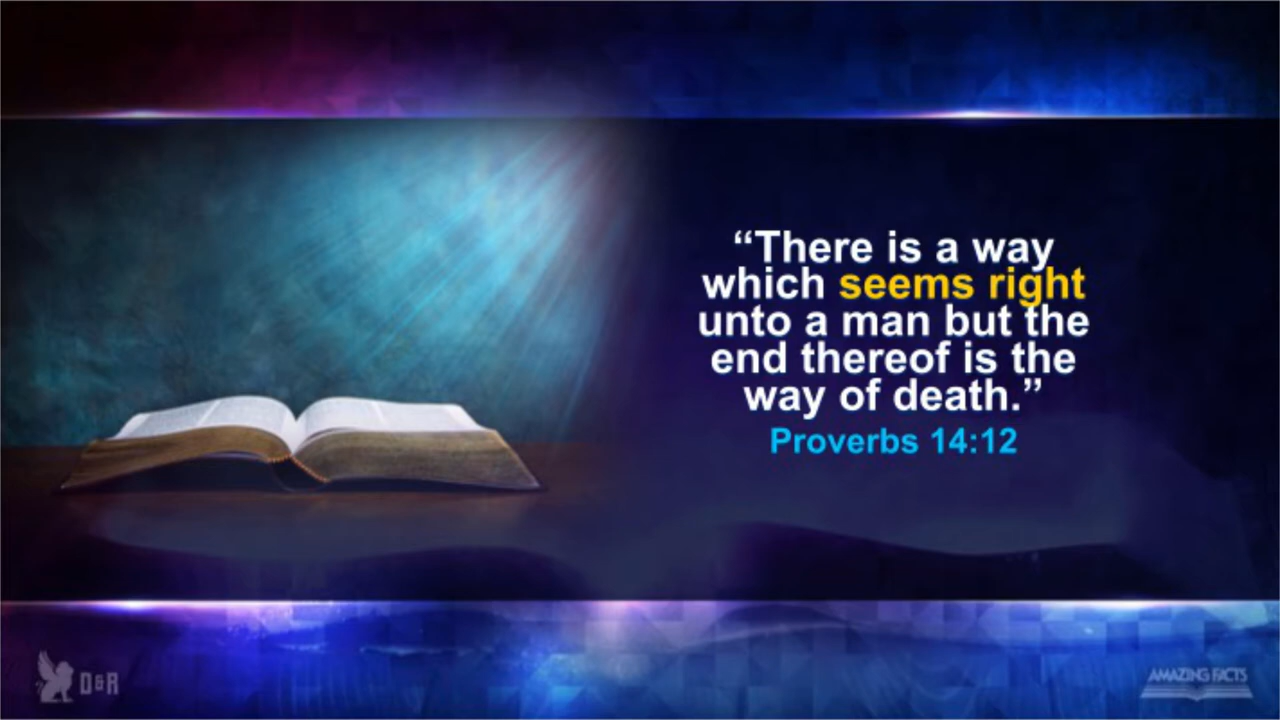 “There is a way
which seems right
unto a man but the
end thereof is the
way of death.”
Proverbs 14:12
D&R
AMAZING FACTS